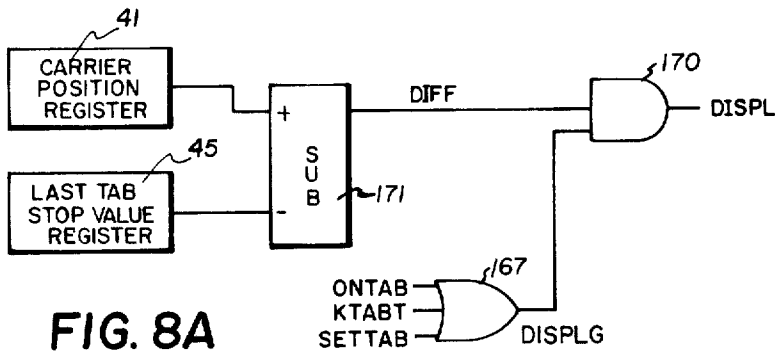 41
CARRIER
POSITION
REGISTER
45
LAST TAB
STOP VALUE
REGISTER
+
SUB
-
171
DIFF
170
DISPL
167
ONTAB
KTABT
SETTAB
DISPLG
FIG. 8A